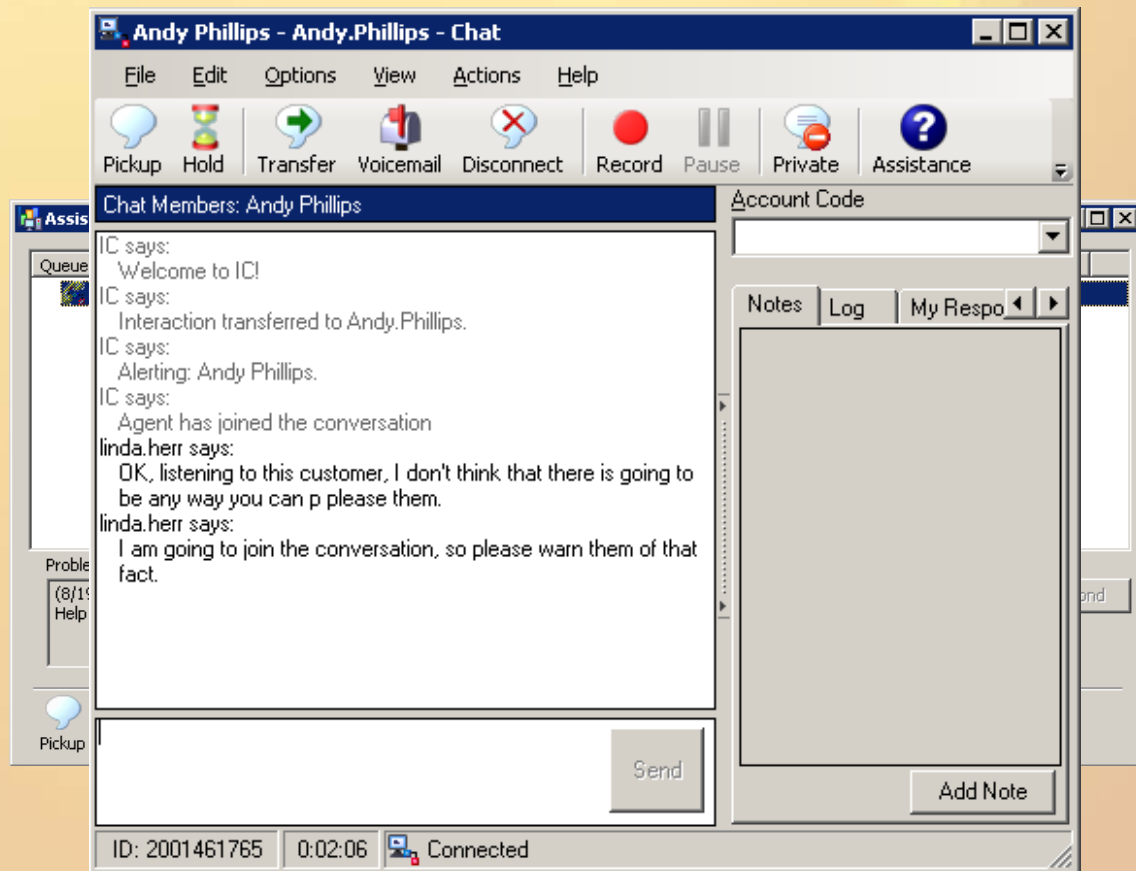 Andy Phillips - Andy.Phillips - Chat
File Edit Options View Actions Help
Pickup Hold Transfer Voicemail Disconnect Record Pause Private Assistance
Chat Members: Andy Phillips
Account Code
IC says:
Welcome to IC!
IC says:
Interaction transferred to Andy.Phillips.
IC says:
Alerting: Andy Phillips.
IC says:
Agent has joined the conversation
linda.herr says:
OK, listening to this customer, I don't think that there is going to
be any way you can p please them.
linda.herr says:
I am going to join the conversation, so please warn them of that
fact.
Notes Log My Respo
Send
Add Note
ID: 2001461765 0:02:06 Connected
Assis
Queue
Proble
(8/19
Help
ond
Pickup